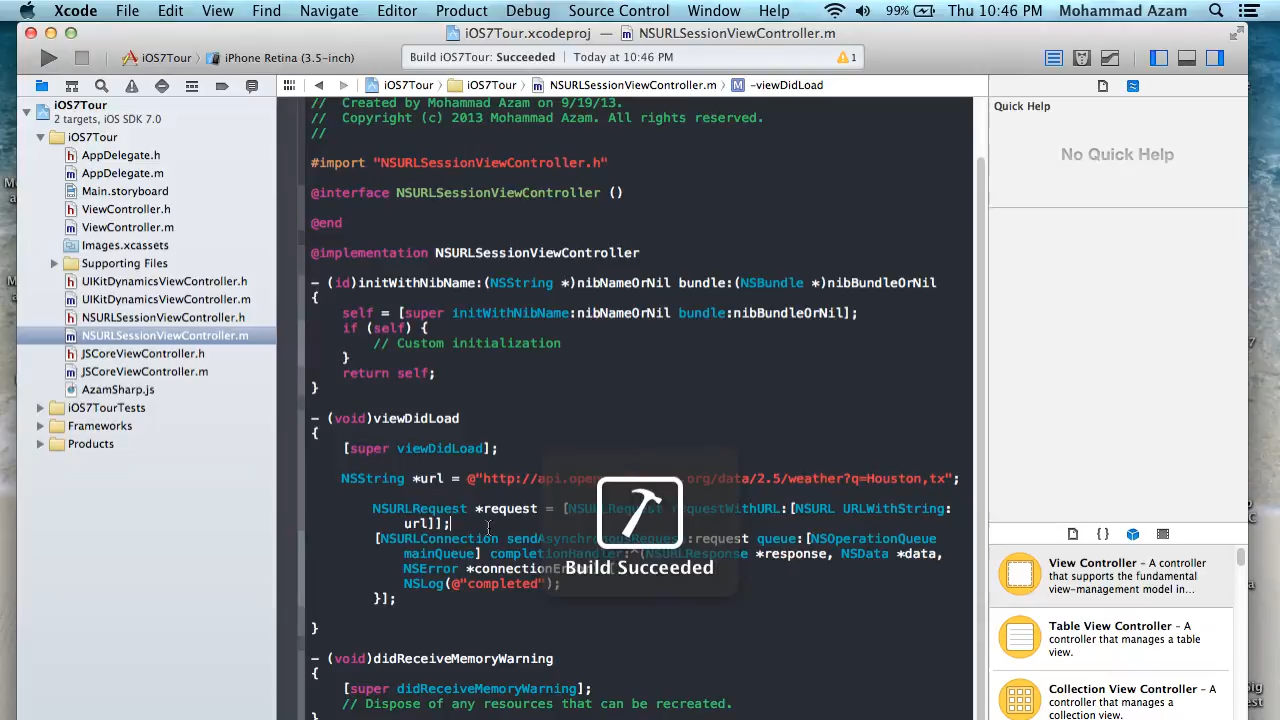 Xcode File Edit View Find Navigate Editor Product Debug Source Control Window Help 99% Thu 10:46 PM Mohammad Azam
iOS7Tour.xcodeproj — NSURLSessionViewController.m
iOS7Tour iPhone Retina (3.5-inch) Build iOS7Tour: Succeeded Today at 10:46 PM 1
iOS7Tour iOS7Tour NSURLSessionViewController.m M -viewDidLoad
iOS7Tour
2 targets, iOS SDK 7.0
iOS7Tour
AppDelegate.h
AppDelegate.m
Main.storyboard
ViewController.h
ViewController.m
Images.xcassets
Supporting Files
UIKitDynamicsViewController.h
UIKitDynamicsViewController.m
NSURLSessionViewController.h
NSURLSessionViewController.m
JSCoreViewController.h
JSCoreViewController.m
AzamSharp.js
iOS7TourTests
Frameworks
Products
// Created by Mohammad Azam on 9/19/13.
// Copyright (c) 2013 Mohammad Azam. All rights reserved.
//
#import "NSURLSessionViewController.h"
@interface NSURLSessionViewController ()
@end
@implementation NSURLSessionViewController
- (id)initWithNibName:(NSString *)nibNameOrNil bundle:(NSBundle *)nibBundleOrNil
{
self = [super initWithNibName:nibNameOrNil bundle:nibBundleOrNil];
if (self) {
// Custom initialization
}
return self;
}
- (void)viewDidLoad
{
[super viewDidLoad];
NSString *url = @"http://api.open org/data/2.5/weather?q=Houston,tx";
NSURLRequest *request = [NSURLRequest requestWithURL:[NSURL URLWithString:
url]];
[NSURLConnection sendAsynchronousRequest:request queue:[NSOperationQueue
mainQueue] completionHandler:^(NSURLResponse *response, NSData *data,
NSError *connectionE
NSLog(@"completed");
}];
}
- (void)didReceiveMemoryWarning
{
[super didReceiveMemoryWarning];
// Dispose of any resources that can be recreated.
}
Build Succeeded
Quick Help
No Quick Help
View Controller – A controller
that supports the fundamental
view-management model in...
Table View Controller – A
controller that manages a table
view.
Collection View Controller – A
controller that manages a
collection view.